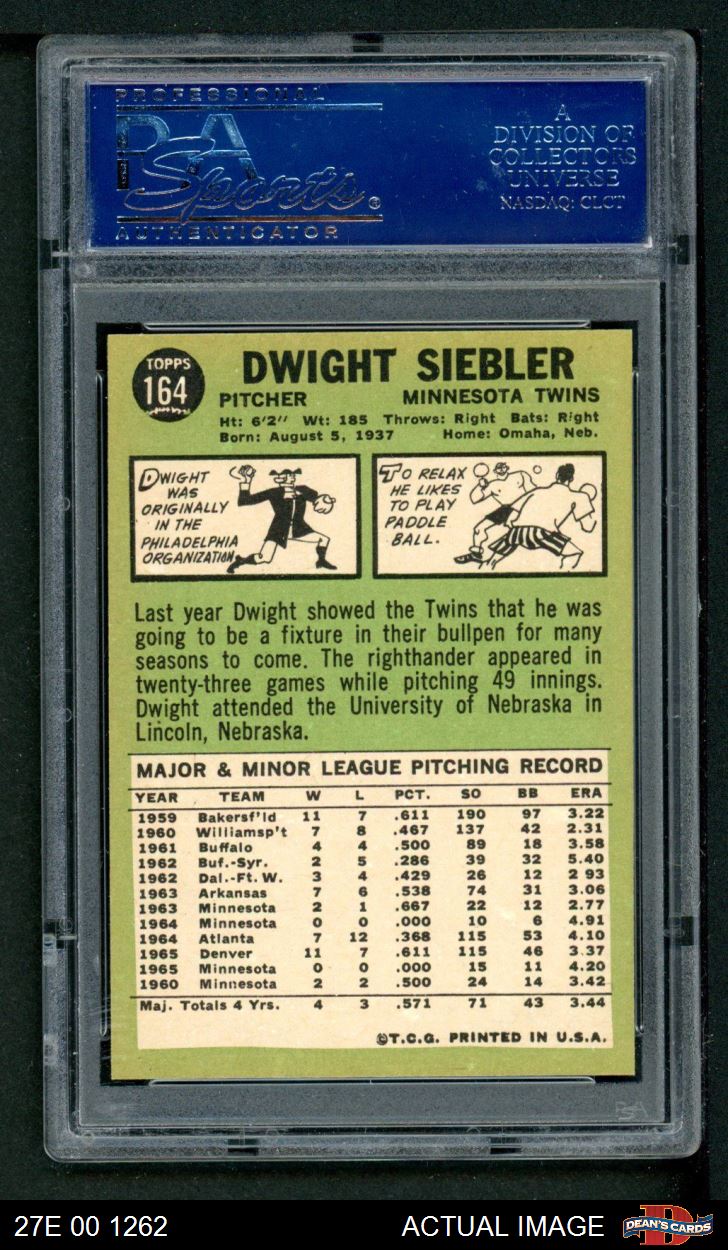 PROFESSIONAL
PSA
Sports®
AUTHENTICATOR
A
DIVISION OF
COLLECTORS
UNIVERSE
NASDAQ: CLCT
TOPPS
164
DWIGHT SIEBLER
PITCHER MINNESOTA TWINS
Ht: 6'2" Wt: 185 Throws: Right Bats: Right
Born: August 5, 1937 Home: Omaha, Neb.
DWIGHT
WAS
ORIGINALLY
IN THE
PHILADELPHIA
ORGANIZATION.
TO RELAX
HE LIKES
TO PLAY
PADDLE
BALL.
Last year Dwight showed the Twins that he was
going to be a fixture in their bullpen for many
seasons to come. The righthander appeared in
twenty-three games while pitching 49 innings.
Dwight attended the University of Nebraska in
Lincoln, Nebraska.
MAJOR & MINOR LEAGUE PITCHING RECORD
YEAR TEAM W L PCT. SO BB ERA
1959 Bakersf'ld 11 7 .611 190 97 3.22
1960 Williamsp't 7 8 .467 137 42 2.31
1961 Buffalo 4 4 .500 89 18 3.58
1962 Buf.-Syr. 2 5 .286 39 32 5.40
1962 Dal.-Ft. W. 3 4 .429 26 12 2 93
1963 Arkansas 7 6 .538 74 31 3.06
1963 Minnesota 2 1 .667 22 12 2.77
1964 Minnesota 0 0 .000 10 6 4.91
1964 Atlanta 7 12 .368 115 53 4.10
1965 Denver 11 7 .611 115 46 3.37
1965 Minnesota 0 0 .000 15 11 4.20
1960 Minnesota 2 2 .500 24 14 3.42
Maj. Totals 4 Yrs. 4 3 .571 71 43 3.44
©T.C.G. PRINTED IN U.S.A.
PSA
27E 00 1262 ACTUAL IMAGE DEAN'S CARDS